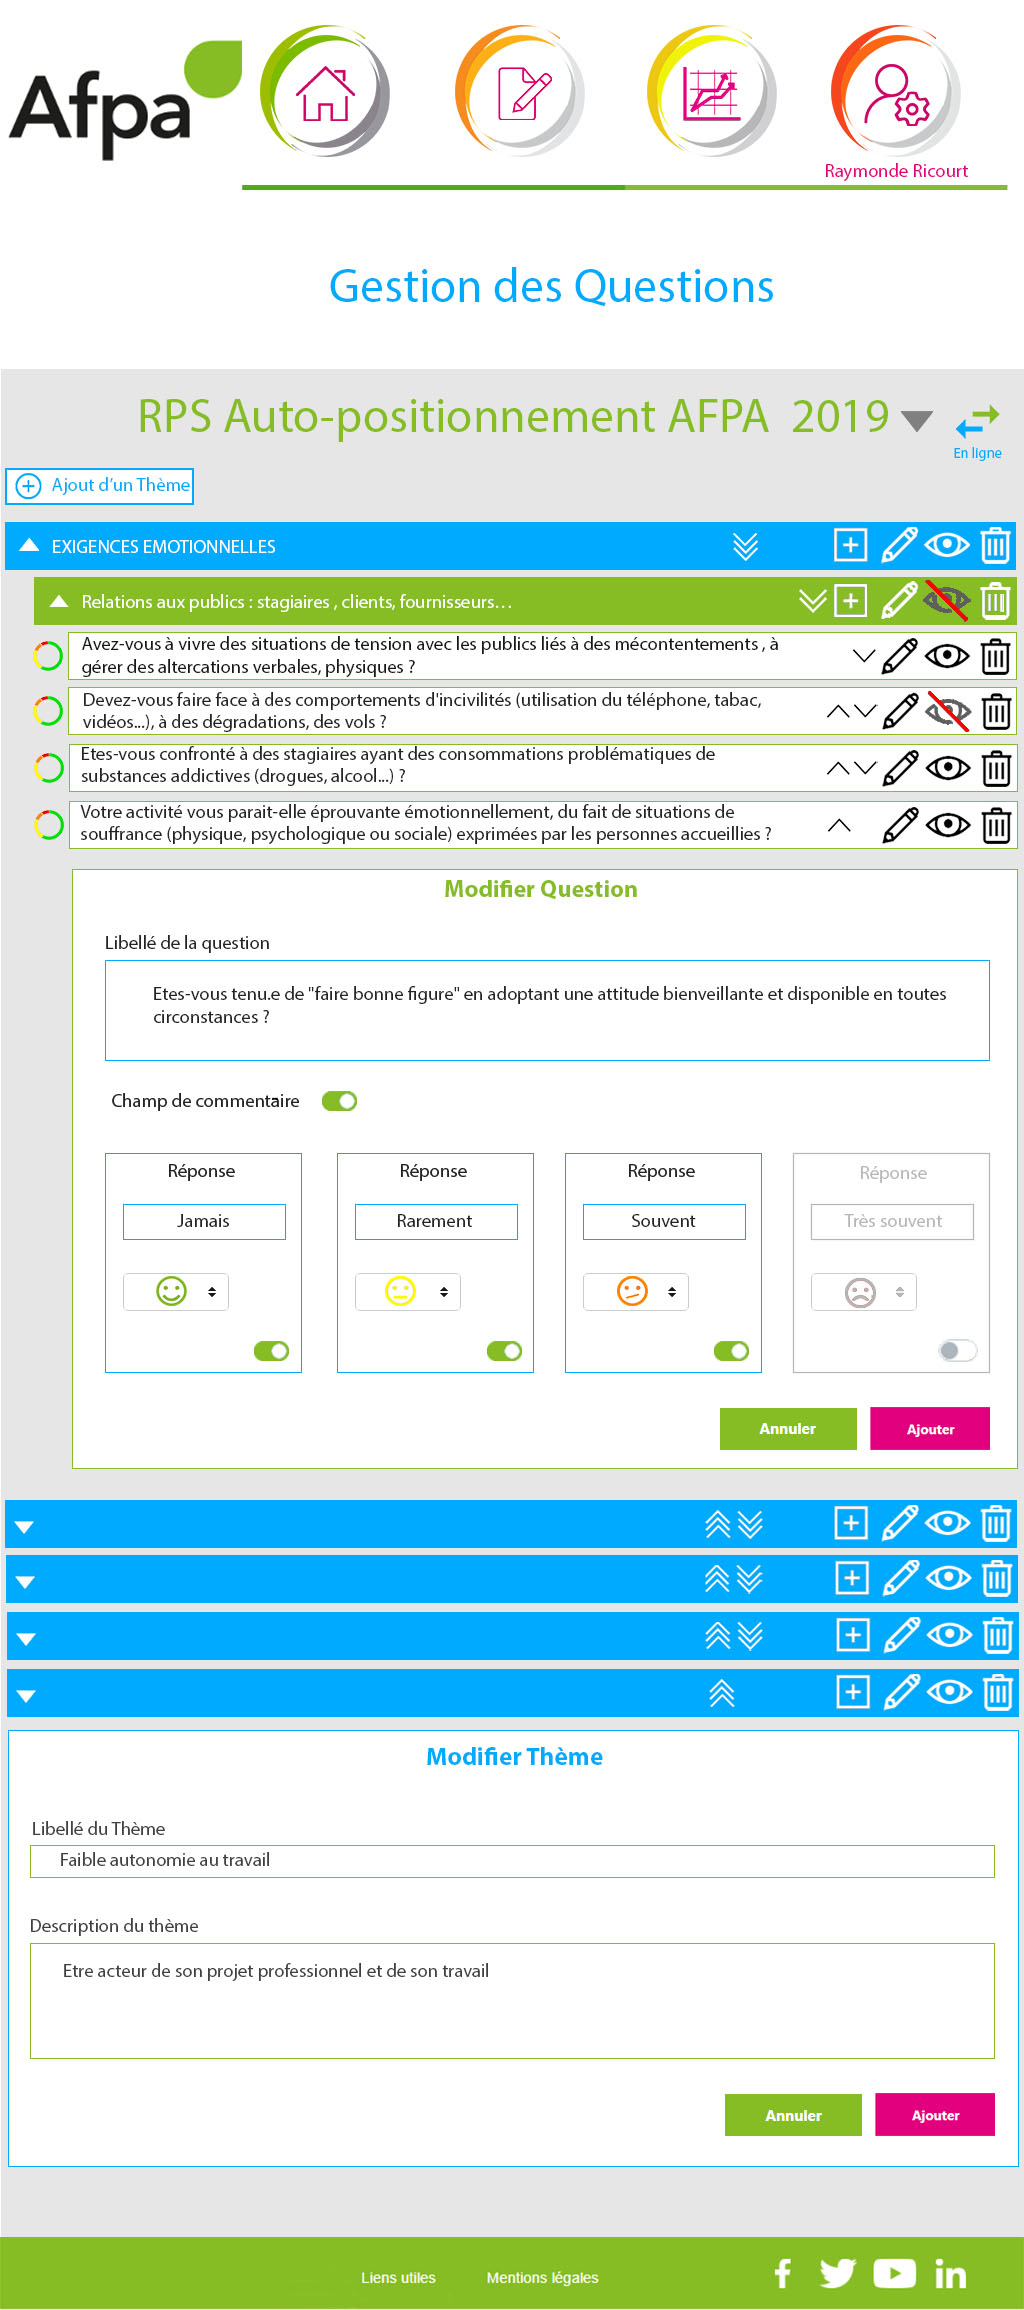 Afpa
Raymonde Ricourt
Gestion des Questions
RPS Auto-positionnement AFPA 2019
En ligne
Ajout d’un Thème
EXIGENCES EMOTIONNELLES
Relations aux publics : stagiaires , clients, fournisseurs…
Avez-vous à vivre des situations de tension avec les publics liés à des mécontentements , à
gérer des altercations verbales, physiques ?
Devez-vous faire face à des comportements d'incivilités (utilisation du téléphone, tabac,
vidéos...), à des dégradations, des vols ?
Etes-vous confronté à des stagiaires ayant des consommations problématiques de
substances addictives (drogues, alcool...) ?
Votre activité vous parait-elle éprouvante émotionnellement, du fait de situations de
souffrance (physique, psychologique ou sociale) exprimées par les personnes accueillies ?
Modifier Question
Libellé de la question
Etes-vous tenu.e de "faire bonne figure" en adoptant une attitude bienveillante et disponible en toutes
circonstances ?
Champ de commentaire
Réponse Réponse Réponse Réponse
Jamais Rarement Souvent Très souvent
Annuler Ajouter
Modifier Thème
Libellé du Thème
Faible autonomie au travail
Description du thème
Etre acteur de son projet professionnel et de son travail
Annuler Ajouter
Liens utiles Mentions légales